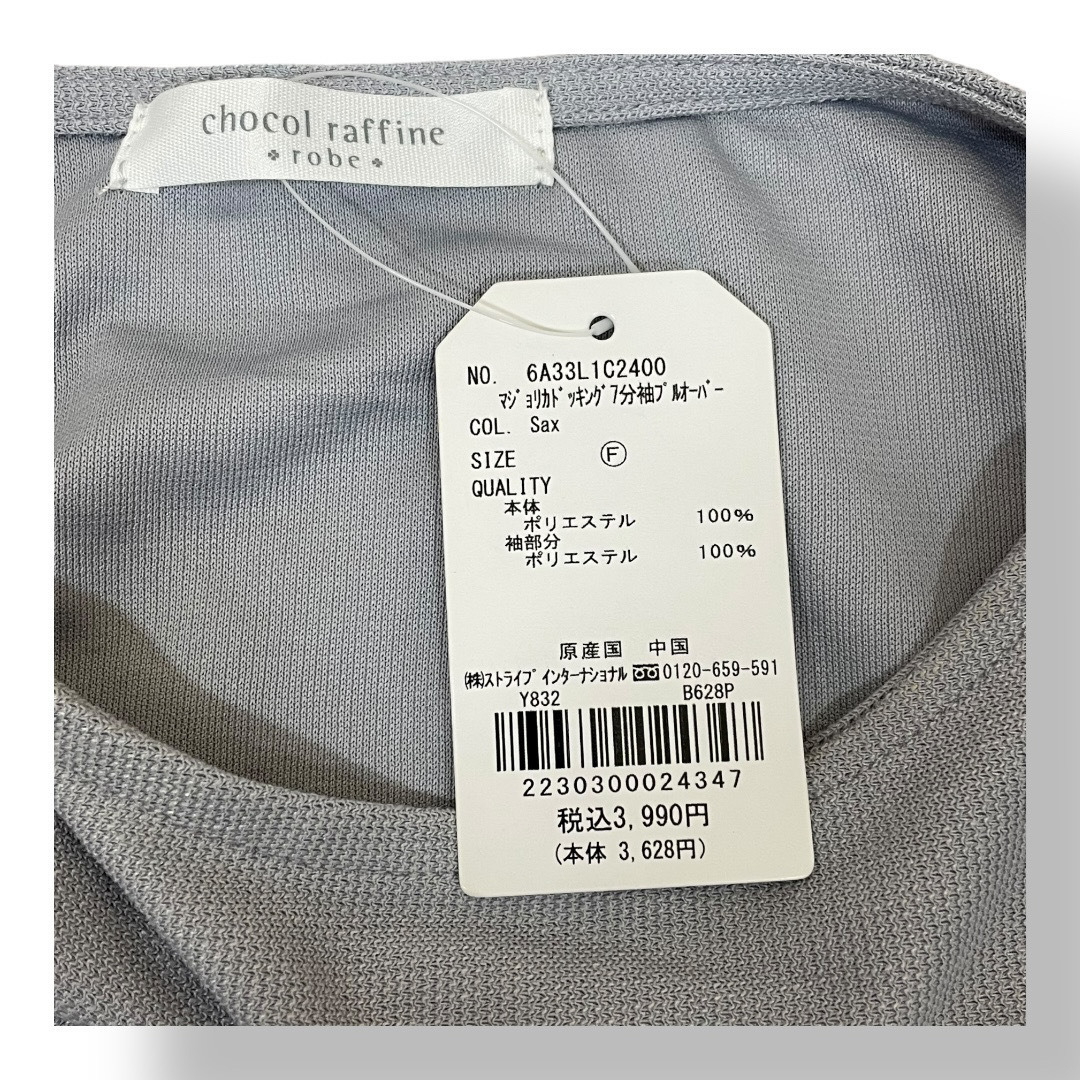 chocol raffine
robe
NO. 6A33L1C2400
ﾏｼﾞｮﾘｶﾄﾞｯｷﾝｸﾞ7分袖ﾌﾟﾙｵｰﾊﾞｰ
COL. Sax
SIZE Ⓕ
QUALITY
本体
ポリエステル 100%
袖部分
ポリエステル 100%
原産国 中国
㈱ｽﾄﾗｲﾌﾟｲﾝﾀｰﾅｼｮﾅﾙ 0120-659-591
Y832 B628P
2230300024347
税込3,990円
(本体 3,628円)